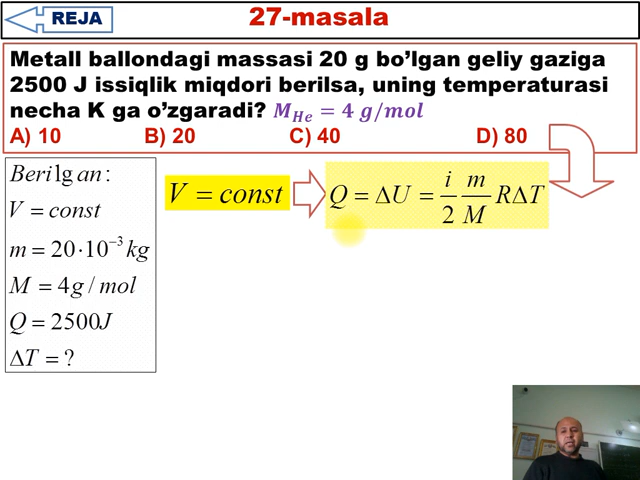 REJA
27-masala
Metall ballondagi massasi 20 g bo’lgan geliy gaziga
2500 J issiqlik miqdori berilsa, uning temperaturasi
necha K ga o’zgaradi? M_He = 4 g/mol
A) 10 B) 20 C) 40 D) 80
Berilgan:
V = const
m = 20·10⁻³ kg
M = 4g / mol
Q = 2500J
ΔT = ?
V = const
Q = ΔU = i/2 m/M RΔT